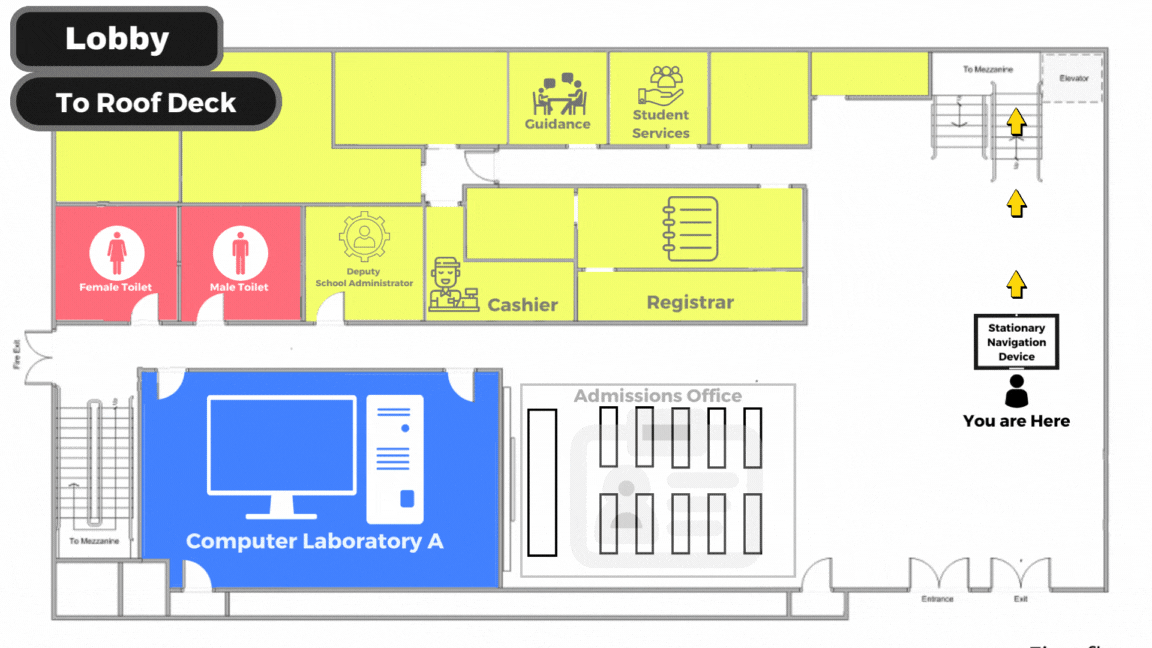 Lobby
To Roof Deck
To Mezzanine
Elevator
Guidance
Student
Services
Female Toilet
Male Toilet
Deputy
School Administrator
Cashier
Registrar
Stationary
Navigation
Device
You are Here
Fire Exit
Admissions Office
Computer Laboratory A
To Mezzanine
Entrance
Exit